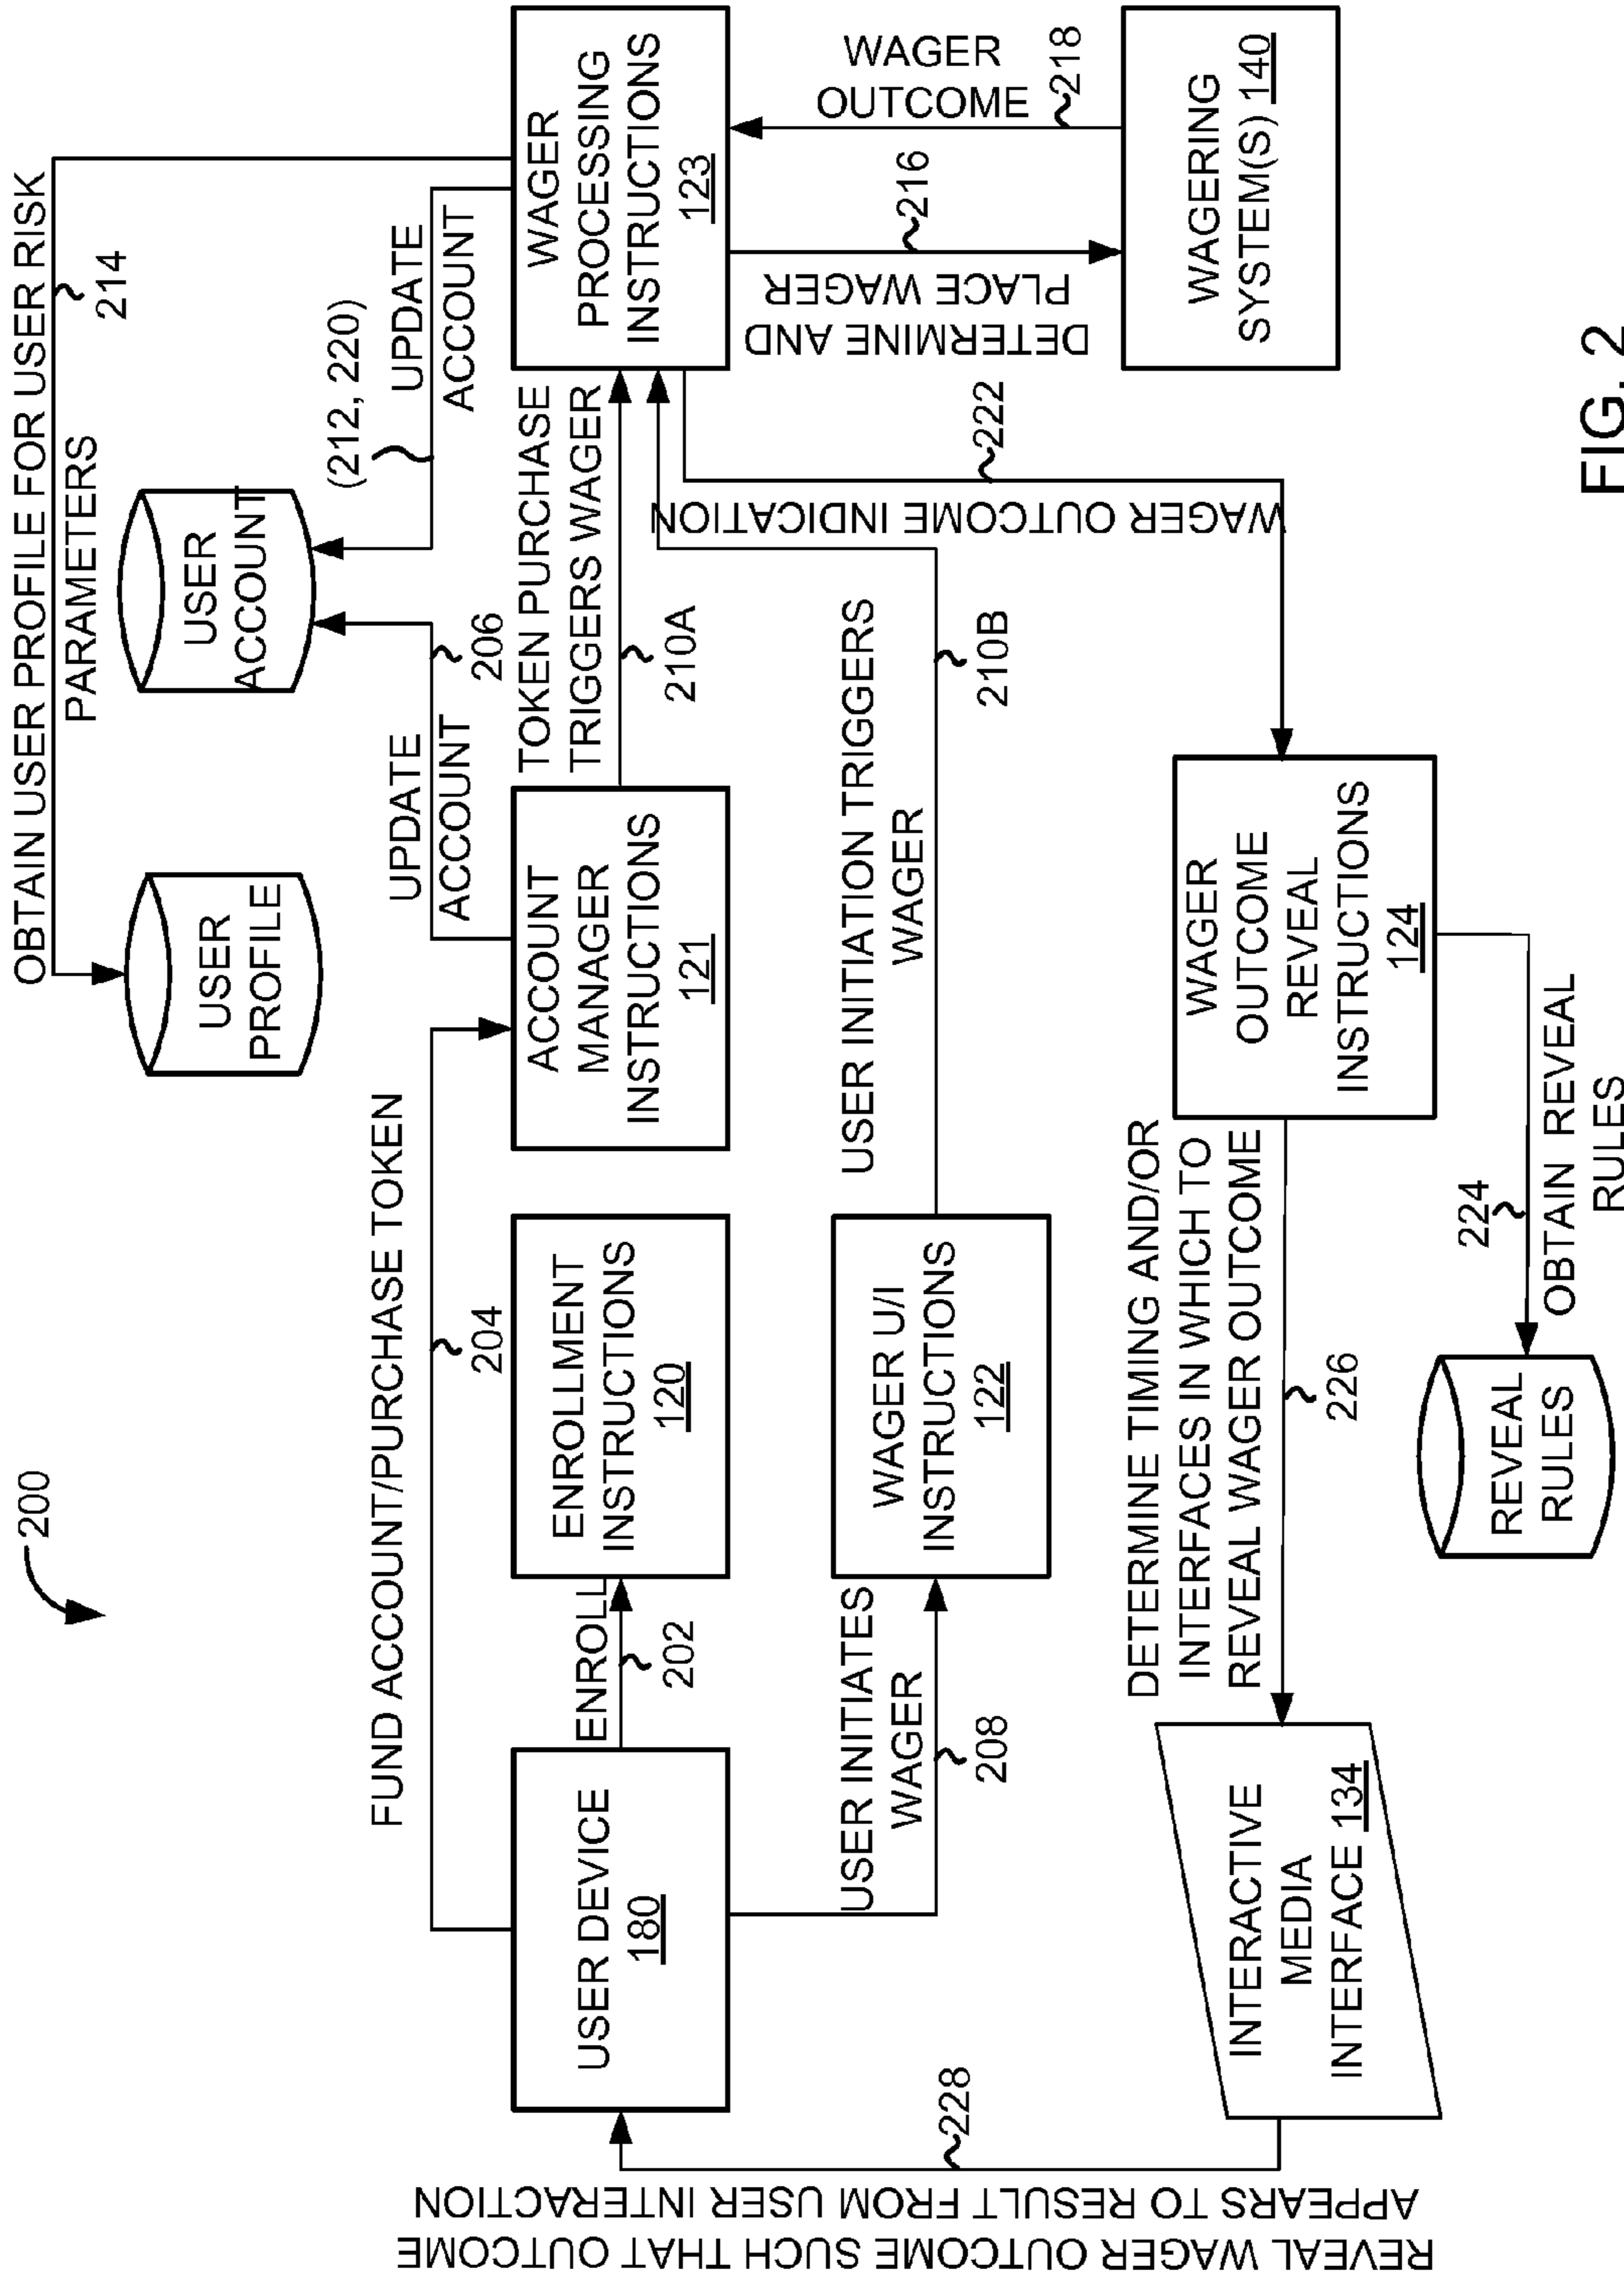 200
OBTAIN USER PROFILE FOR USER RISK
PARAMETERS
214
USER
PROFILE
USER
ACCOUNT
(212, 220)
UPDATE
ACCOUNT
UPDATE
ACCOUNT
206
FUND ACCOUNT/PURCHASE TOKEN
204
USER DEVICE
180
ENROLL
202
ENROLLMENT
INSTRUCTIONS
120
ACCOUNT
MANAGER
INSTRUCTIONS
121
TOKEN PURCHASE
TRIGGERS WAGER
210A
WAGER
PROCESSING
INSTRUCTIONS
123
USER INITIATES
WAGER
208
WAGER U/I
INSTRUCTIONS
122
USER INITIATION TRIGGERS
WAGER
210B
DETERMINE AND
PLACE WAGER
216
WAGER
OUTCOME
218
WAGERING
SYSTEM(S) 140
WAGER OUTCOME INDICATION
222
WAGER
OUTCOME
REVEAL
INSTRUCTIONS
124
DETERMINE TIMING AND/OR
INTERFACES IN WHICH TO
REVEAL WAGER OUTCOME
226
224
OBTAIN REVEAL
RULES
REVEAL
RULES
INTERACTIVE
MEDIA
INTERFACE 134
228
REVEAL WAGER OUTCOME SUCH THAT OUTCOME
APPEARS TO RESULT FROM USER INTERACTION
FIG. 2